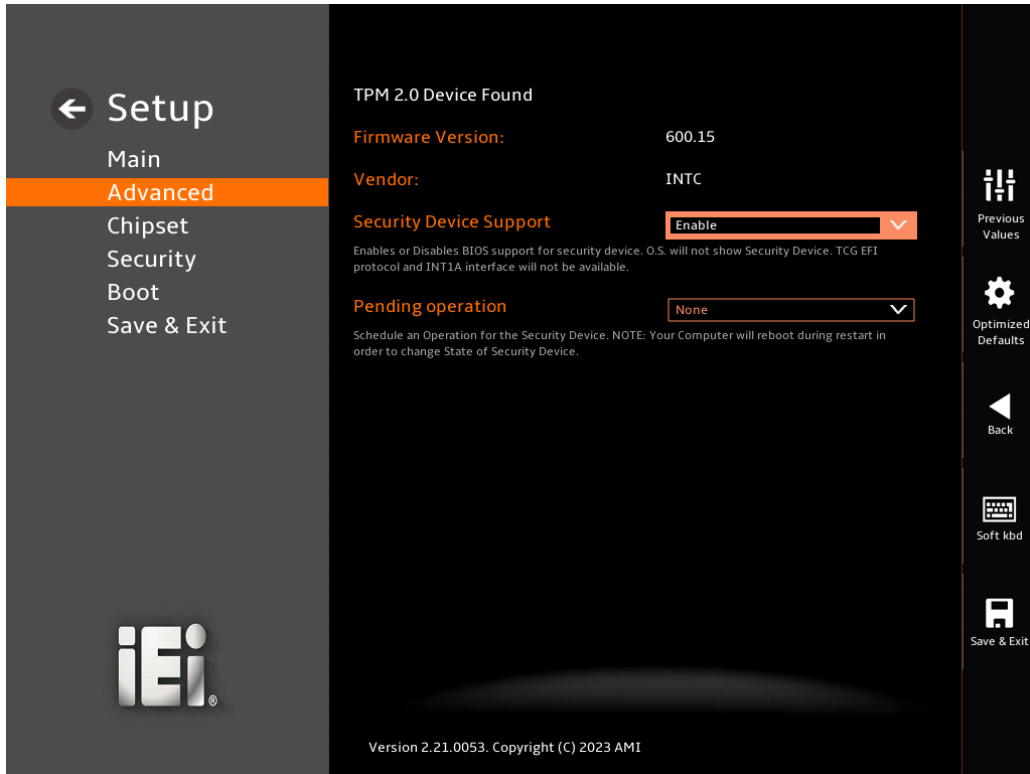 Setup
Main
Advanced
Chipset
Security
Boot
Save & Exit
iEi®
TPM 2.0 Device Found
Firmware Version: 600.15
Vendor: INTC
Security Device Support Enable
Enables or Disables BIOS support for security device. O.S. will not show Security Device. TCG EFI
protocol and INT1A interface will not be available.
Pending operation None
Schedule an Operation for the Security Device. NOTE: Your Computer will reboot during restart in
order to change State of Security Device.
Version 2.21.0053. Copyright (C) 2023 AMI
Previous
Values
Optimized
Defaults
Back
Soft kbd
Save & Exit